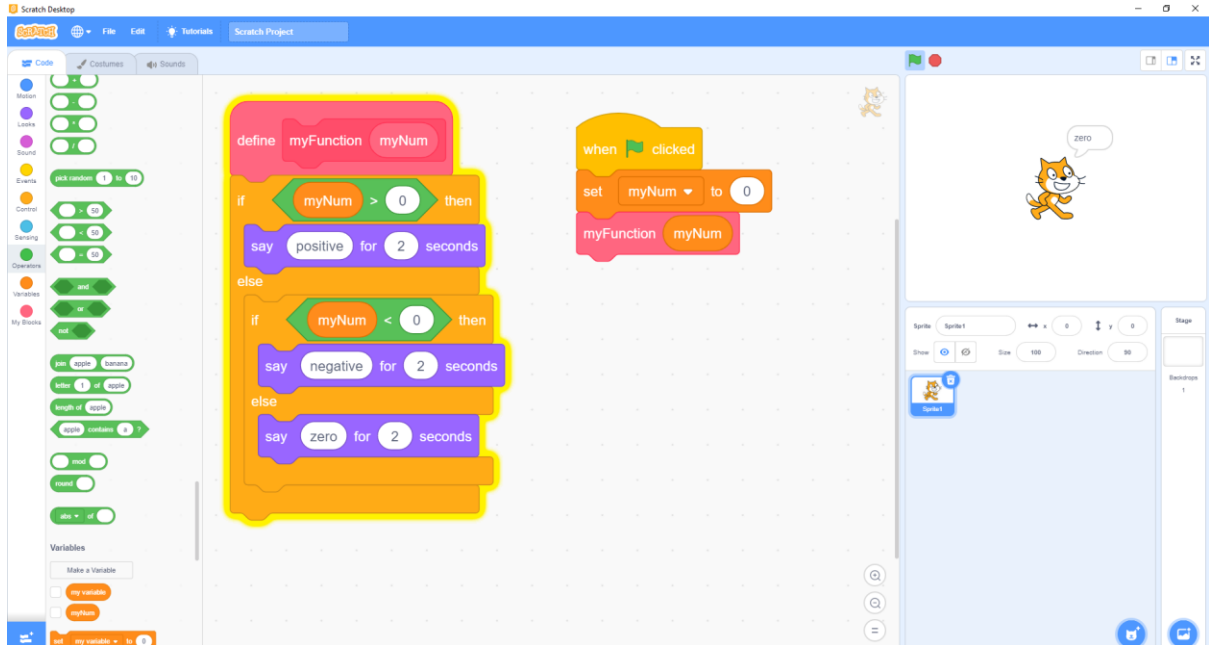 Scratch Desktop
SCRATCH File Edit Tutorials Scratch Project
Code Costumes Sounds
Motion
Looks
Sound
Events
Control
Sensing
Operators
Variables
My Blocks
+
-
*
/
pick random 1 to 10
> 50
< 50
= 50
and
or
not
join apple banana
letter 1 of apple
length of apple
apple contains a ?
mod
round
abs of
Variables
Make a Variable
my variable
myNum
set my variable to 0
define myFunction myNum
if myNum > 0 then
say positive for 2 seconds
else
if myNum < 0 then
say negative for 2 seconds
else
say zero for 2 seconds
when clicked
set myNum to 0
myFunction myNum
zero
Sprite Sprite1 x 0 y 0
Show Size 100 Direction 90
Sprite1
Stage
Backdrops
1